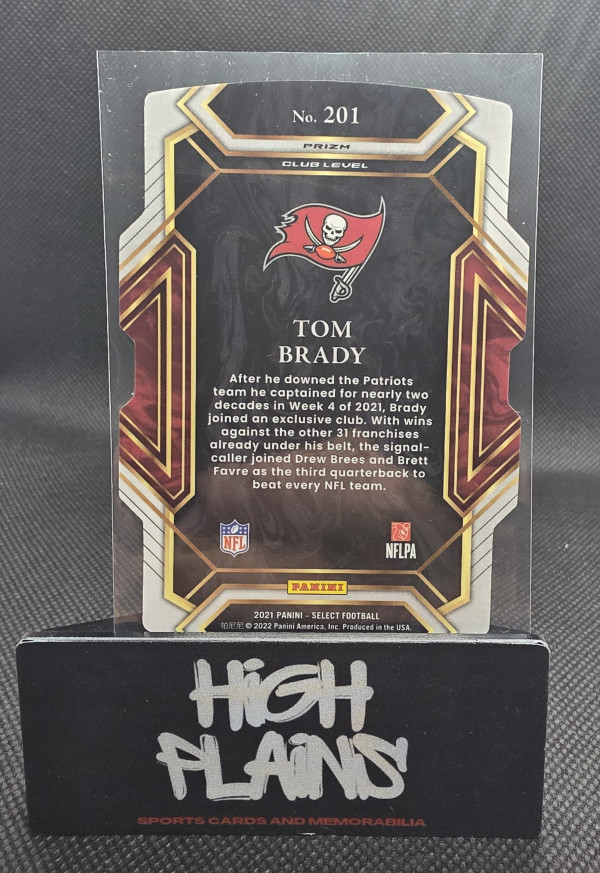 No. 201
PRIZM
CLUB LEVEL
TOM
BRADY
After he downed the Patriots
team he captained for nearly two
decades in Week 4 of 2021, Brady
joined an exclusive club. With wins
against the other 31 franchises
already under his belt, the signal-
caller joined Drew Brees and Brett
Favre as the third quarterback to
beat every NFL team.
NFL
NFLPA
PANINI
2021 PANINI - SELECT FOOTBALL
帕尼尼 © 2022 Panini America, Inc. Produced in the USA.
HiGH
PLAiNS
SPORTS CARDS AND MEMORABILIA